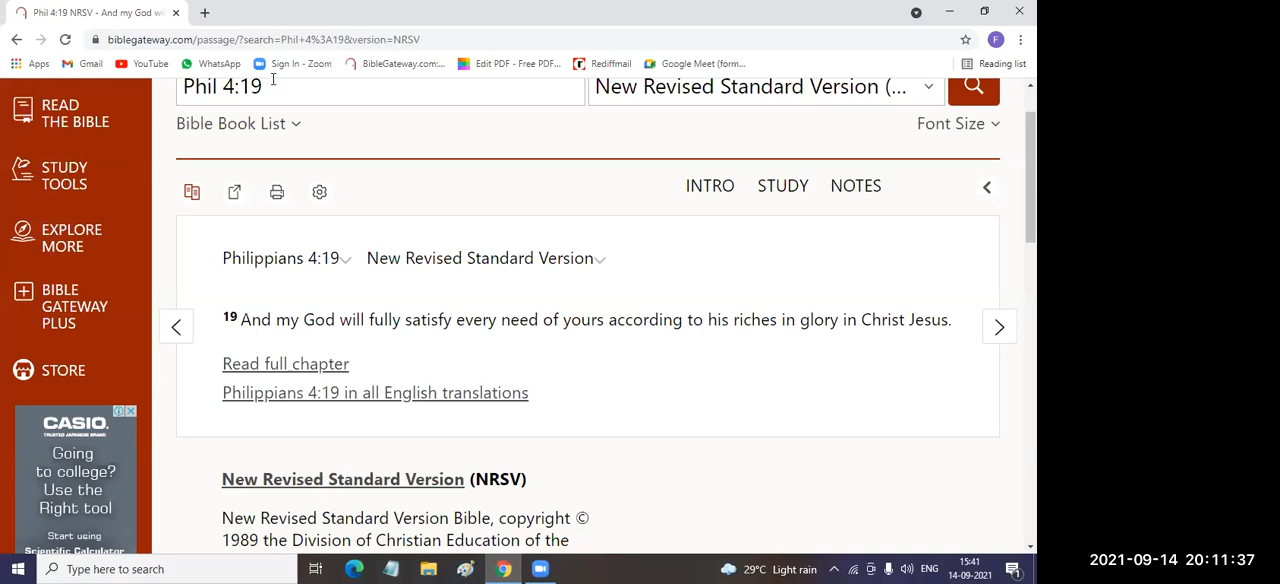 Phil 4:19 NRSV - And my God wi
biblegateway.com/passage/?search=Phil+4%3A19&version=NRSV
F
Apps Gmail YouTube WhatsApp Sign In - Zoom BibleGateway.com:... Edit PDF - Free PDF... Rediffmail Google Meet (form... Reading list
Phil 4:19 New Revised Standard Version (...
Bible Book List Font Size
READ
THE BIBLE
STUDY
TOOLS
EXPLORE
MORE
BIBLE
GATEWAY
PLUS
STORE
INTRO STUDY NOTES
Philippians 4:19 New Revised Standard Version
19 And my God will fully satisfy every need of yours according to his riches in glory in Christ Jesus.
Read full chapter
Philippians 4:19 in all English translations
New Revised Standard Version (NRSV)
New Revised Standard Version Bible, copyright ©
1989 the Division of Christian Education of the
CASIO.
Going
to college?
Use the
Right tool
Start using
Scientific Calculator
Type here to search
29°C Light rain
ENG
15:41
14-09-2021
1
2021-09-14 20:11:37